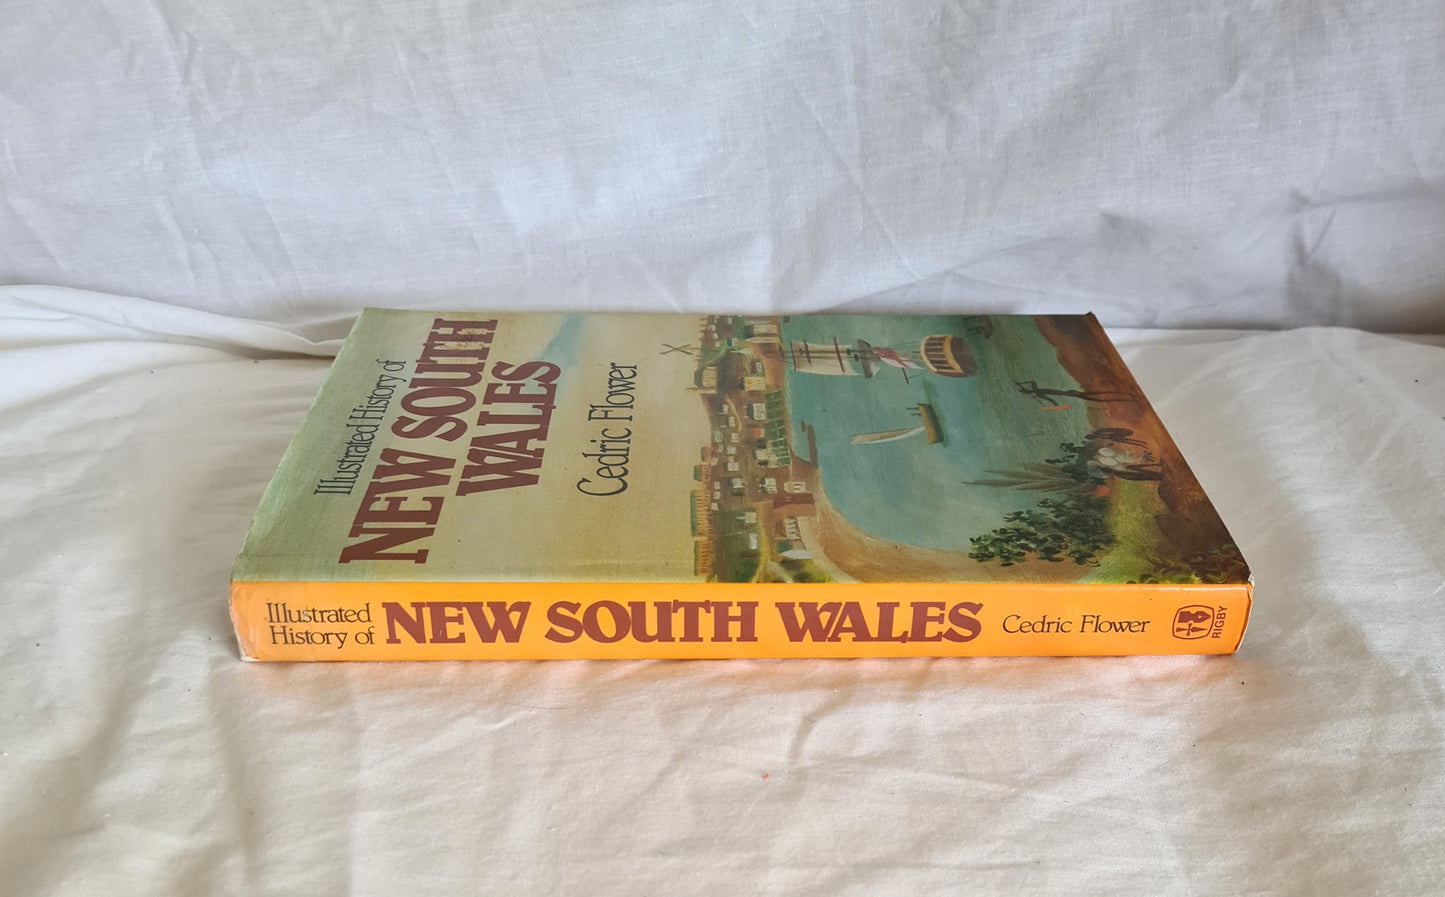 Illustrated History of
NEW SOUTH
WALES
Cedric Flower
Illustrated
History of
NEW SOUTH WALES
Cedric Flower
RIGBY